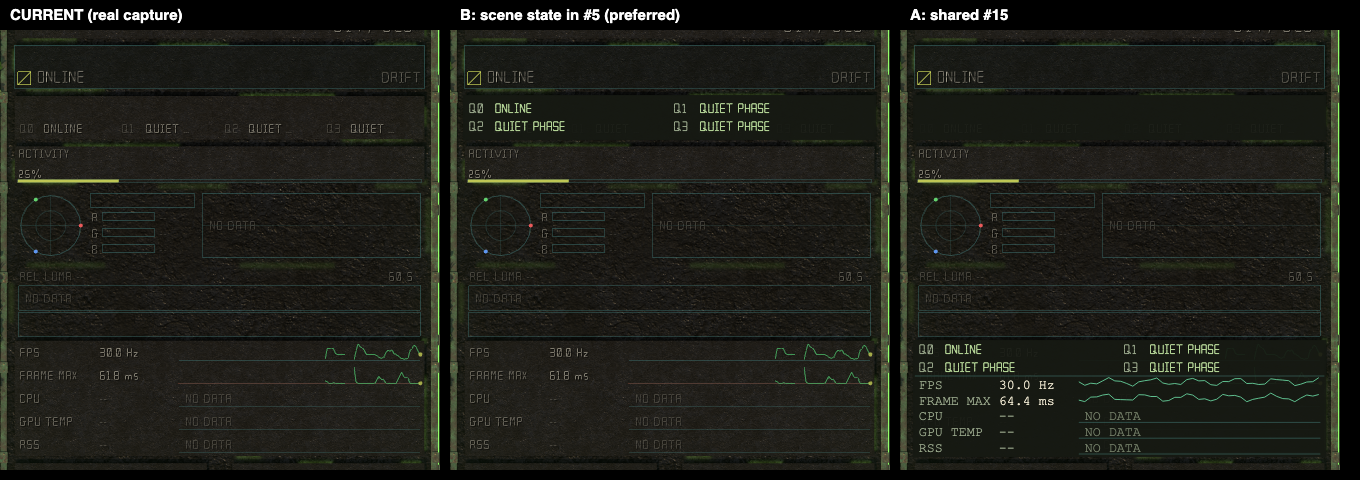 CURRENT (real capture)
ONLINE
DRIFT
Q0 ONLINE Q1 QUIET _ Q2 QUIET _ Q3 QUIET _
ACTIVITY
25%
R
G
B
NO DATA
REL LUMA --
60 S
NO DATA
FPS 30.0 Hz
FRAME MAX 61.8 mS
CPU -- NO DATA
GPU TEMP -- NO DATA
RSS -- NO DATA
B: scene state in #5 (preferred)
ONLINE
DRIFT
Q0 ONLINE Q1 QUIET PHASE
Q2 QUIET PHASE Q3 QUIET PHASE
ACTIVITY
25%
R
G
B
NO DATA
REL LUMA --
60 S
NO DATA
FPS 30.0 Hz
FRAME MAX 61.8 mS
CPU -- NO DATA
GPU TEMP -- NO DATA
RSS -- NO DATA
A: shared #15
ONLINE
DRIFT
ACTIVITY
25%
R
G
B
NO DATA
REL LUMA --
60 S
NO DATA
Q0 ONLINE Q1 QUIET PHASE
Q2 QUIET PHASE Q3 QUIET PHASE
FPS 30.0 Hz
FRAME MAX 64.4 ms
CPU -- NO DATA
GPU TEMP -- NO DATA
RSS -- NO DATA